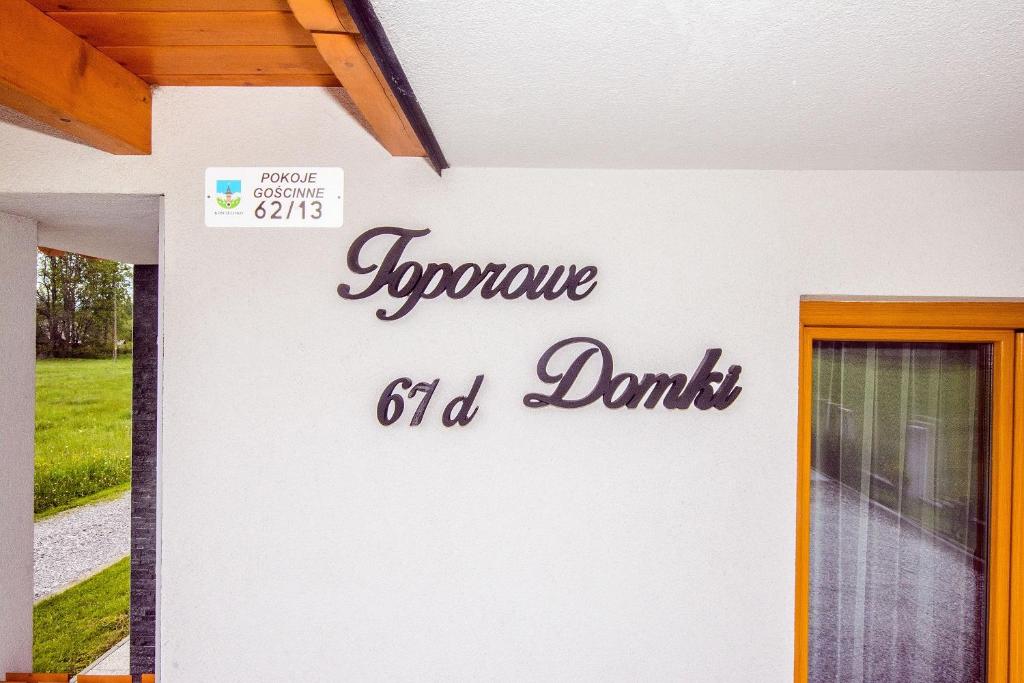 POKOJE
GOŚCINNE
62/13
Toporowe
67 d Domki